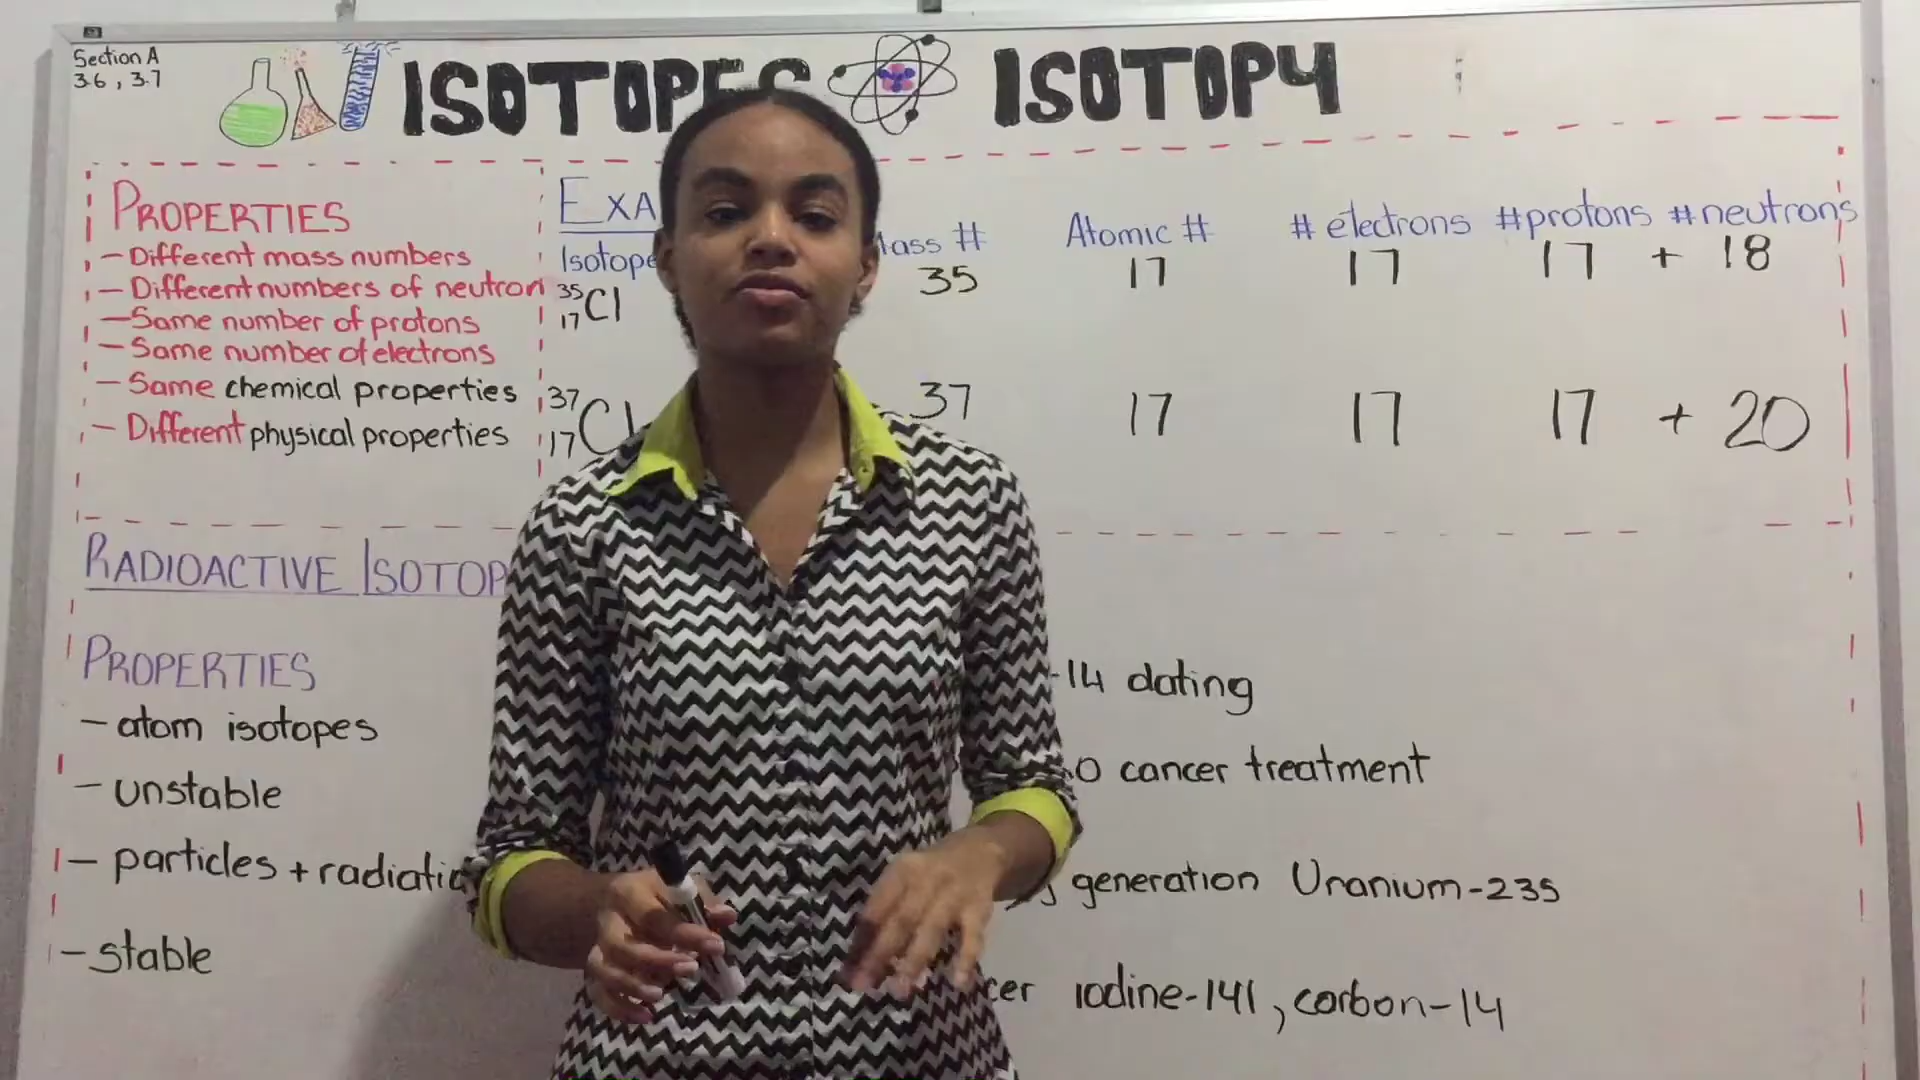 Section A
3.6, 3.7
ISOTOPES ISOTOPY
PROPERTIES
- Different mass numbers
- Different numbers of neutron
- Same number of protons
- Same number of electrons
- Same chemical properties
- Different physical properties
Mass # Atomic # # electrons # protons # neutrons
Isotope
35 17 Cl 35 17 17 17 + 18
37 17 Cl 37 17 17 17 + 20
RADIOACTIVE
PROPERTIES
- atom isotopes
- unstable
- particles + 
- stable
-14 dating
cancer treatment
generation Uranium-235
iodine-141, carbon-14